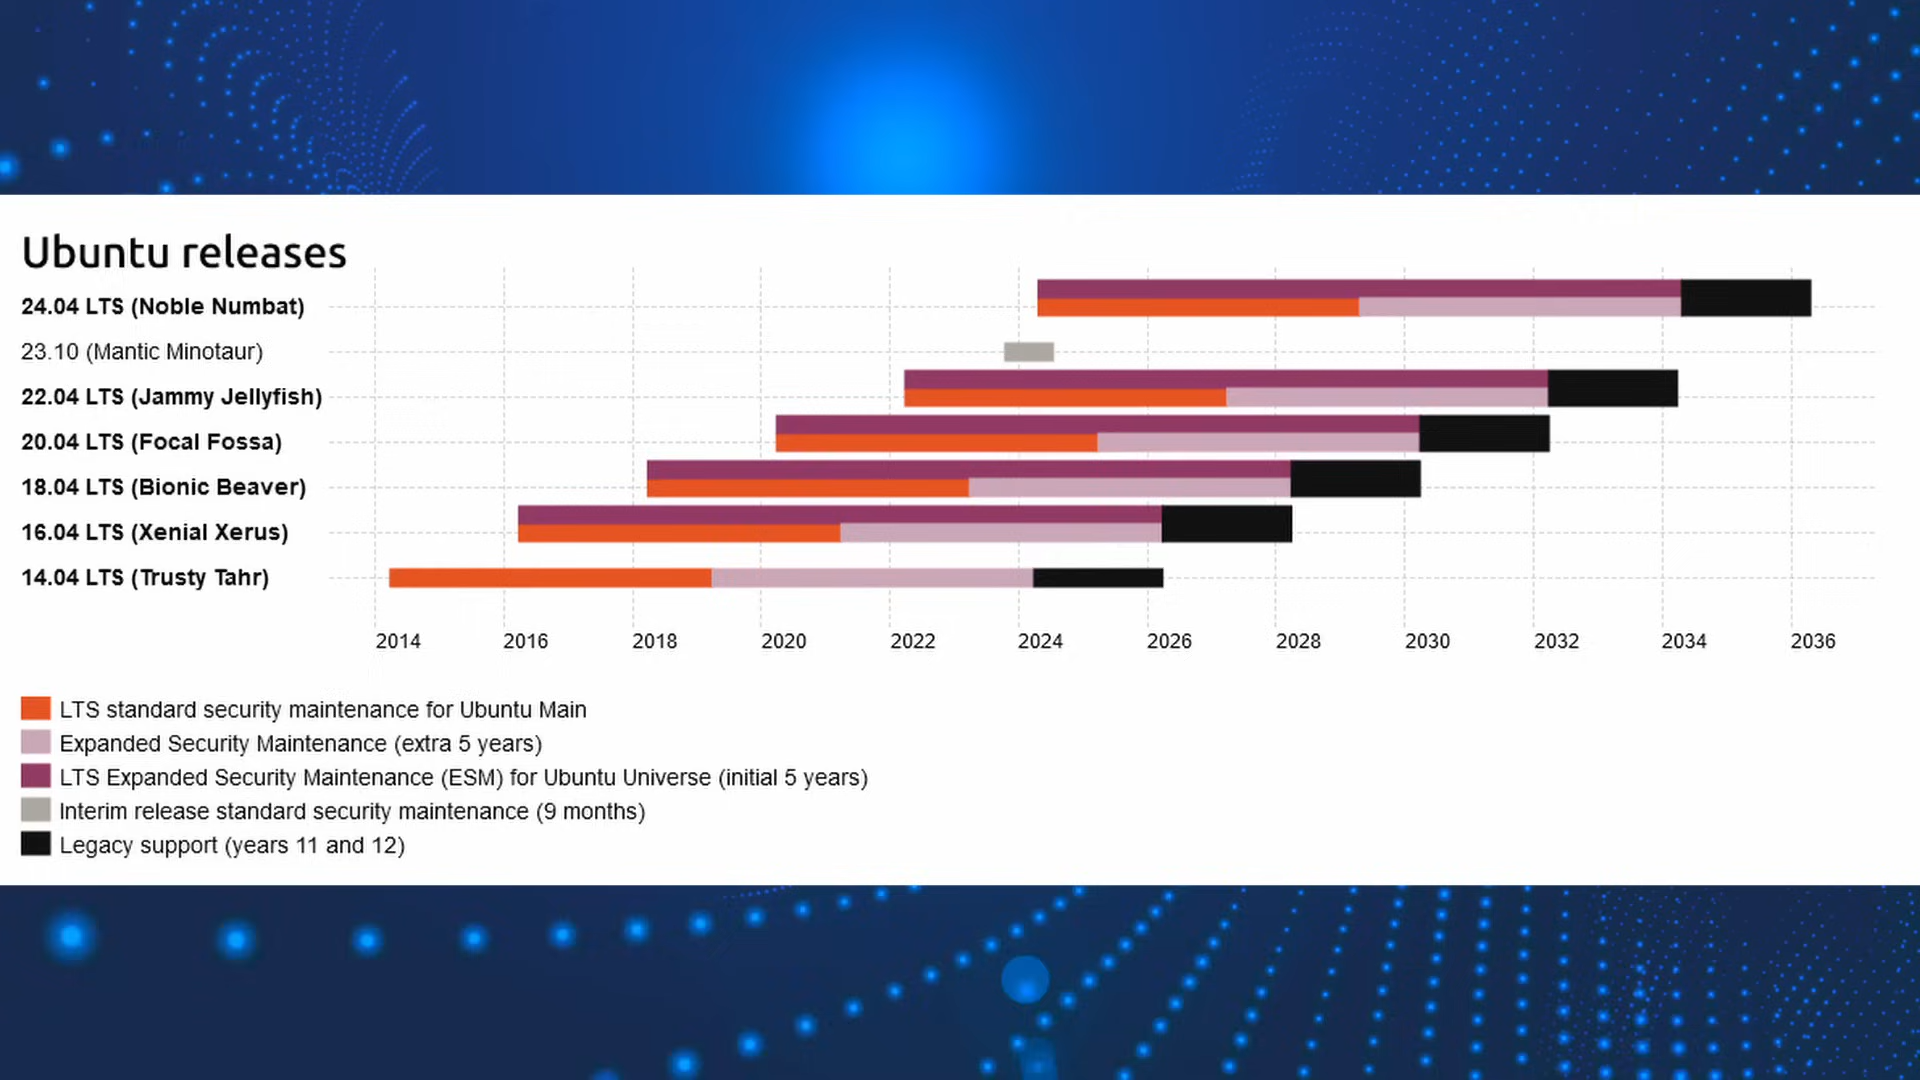 Ubuntu releases
24.04 LTS (Noble Numbat)
23.10 (Mantic Minotaur)
22.04 LTS (Jammy Jellyfish)
20.04 LTS (Focal Fossa)
18.04 LTS (Bionic Beaver)
16.04 LTS (Xenial Xerus)
14.04 LTS (Trusty Tahr)
2014 2016 2018 2020 2022 2024 2026 2028 2030 2032 2034 2036
LTS standard security maintenance for Ubuntu Main
Expanded Security Maintenance (extra 5 years)
LTS Expanded Security Maintenance (ESM) for Ubuntu Universe (initial 5 years)
Interim release standard security maintenance (9 months)
Legacy support (years 11 and 12)